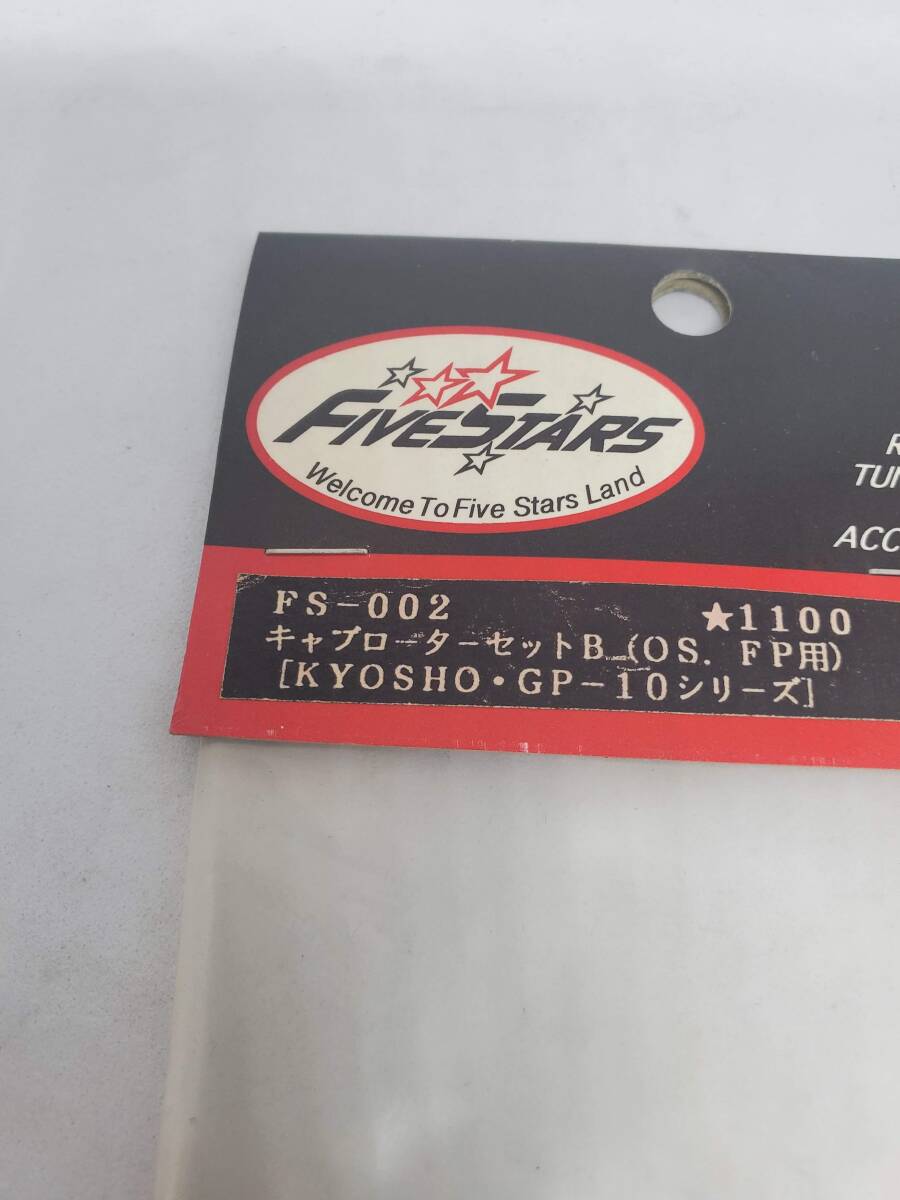 FIVESTARS
Welcome To Five Stars Land
FS-002 ★1100
キャブローターセットB (OS. FP用)
[KYOSHO・GP-10シリーズ]